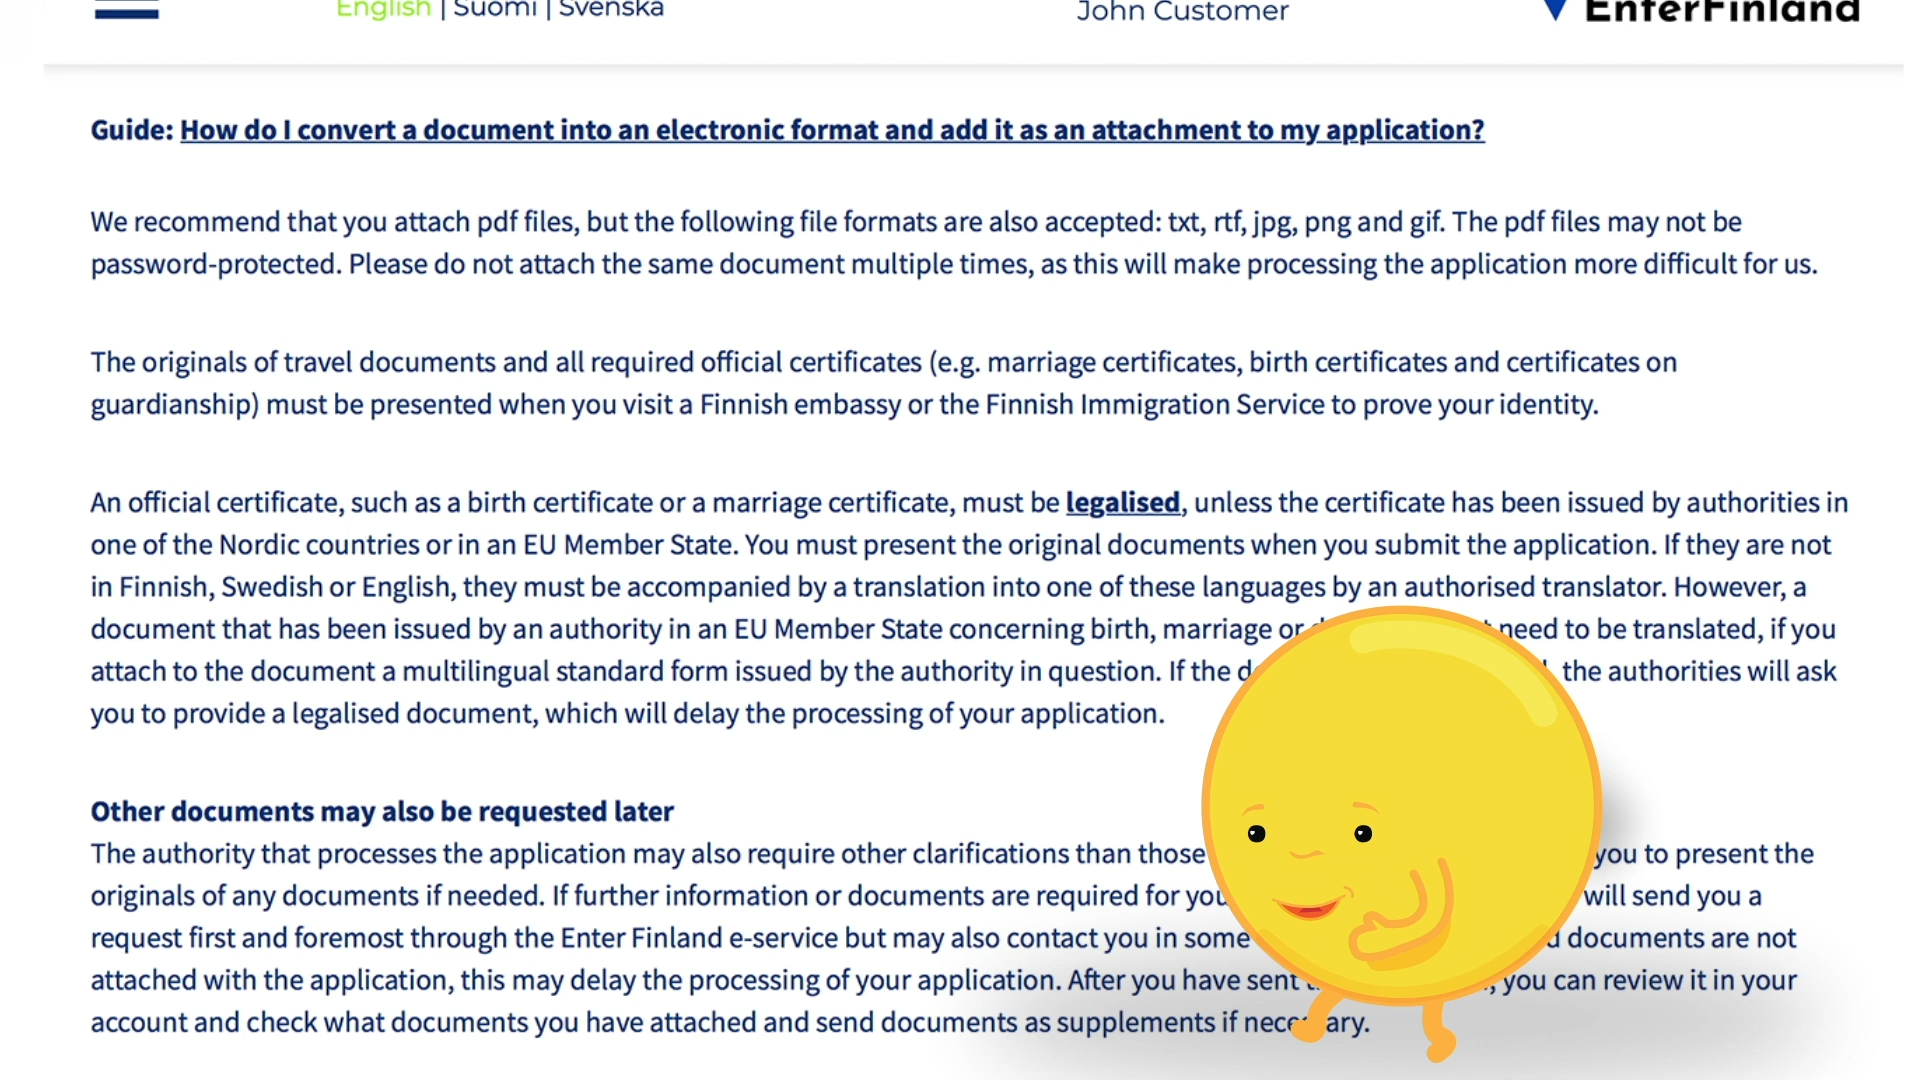 English | Suomi | Svenska
John Customer
EnterFinland
Guide: How do I convert a document into an electronic format and add it as an attachment to my application?
We recommend that you attach pdf files, but the following file formats are also accepted: txt, rtf, jpg, png and gif. The pdf files may not be
password-protected. Please do not attach the same document multiple times, as this will make processing the application more difficult for us.
The originals of travel documents and all required official certificates (e.g. marriage certificates, birth certificates and certificates on
guardianship) must be presented when you visit a Finnish embassy or the Finnish Immigration Service to prove your identity.
An official certificate, such as a birth certificate or a marriage certificate, must be legalised, unless the certificate has been issued by authorities in
one of the Nordic countries or in an EU Member State. You must present the original documents when you submit the application. If they are not
in Finnish, Swedish or English, they must be accompanied by a translation into one of these languages by an authorised translator. However, a
document that has been issued by an authority in an EU Member State concerning birth, marriage or need to be translated, if you
attach to the document a multilingual standard form issued by the authority in question. If the the authorities will ask
you to provide a legalised document, which will delay the processing of your application.
Other documents may also be requested later
The authority that processes the application may also require other clarifications than those you to present the
originals of any documents if needed. If further information or documents are required for will send you a
request first and foremost through the Enter Finland e-service but may also contact you in some documents are not
attached with the application, this may delay the processing of your application. After you have sent you can review it in your
account and check what documents you have attached and send documents as supplements if necessary.